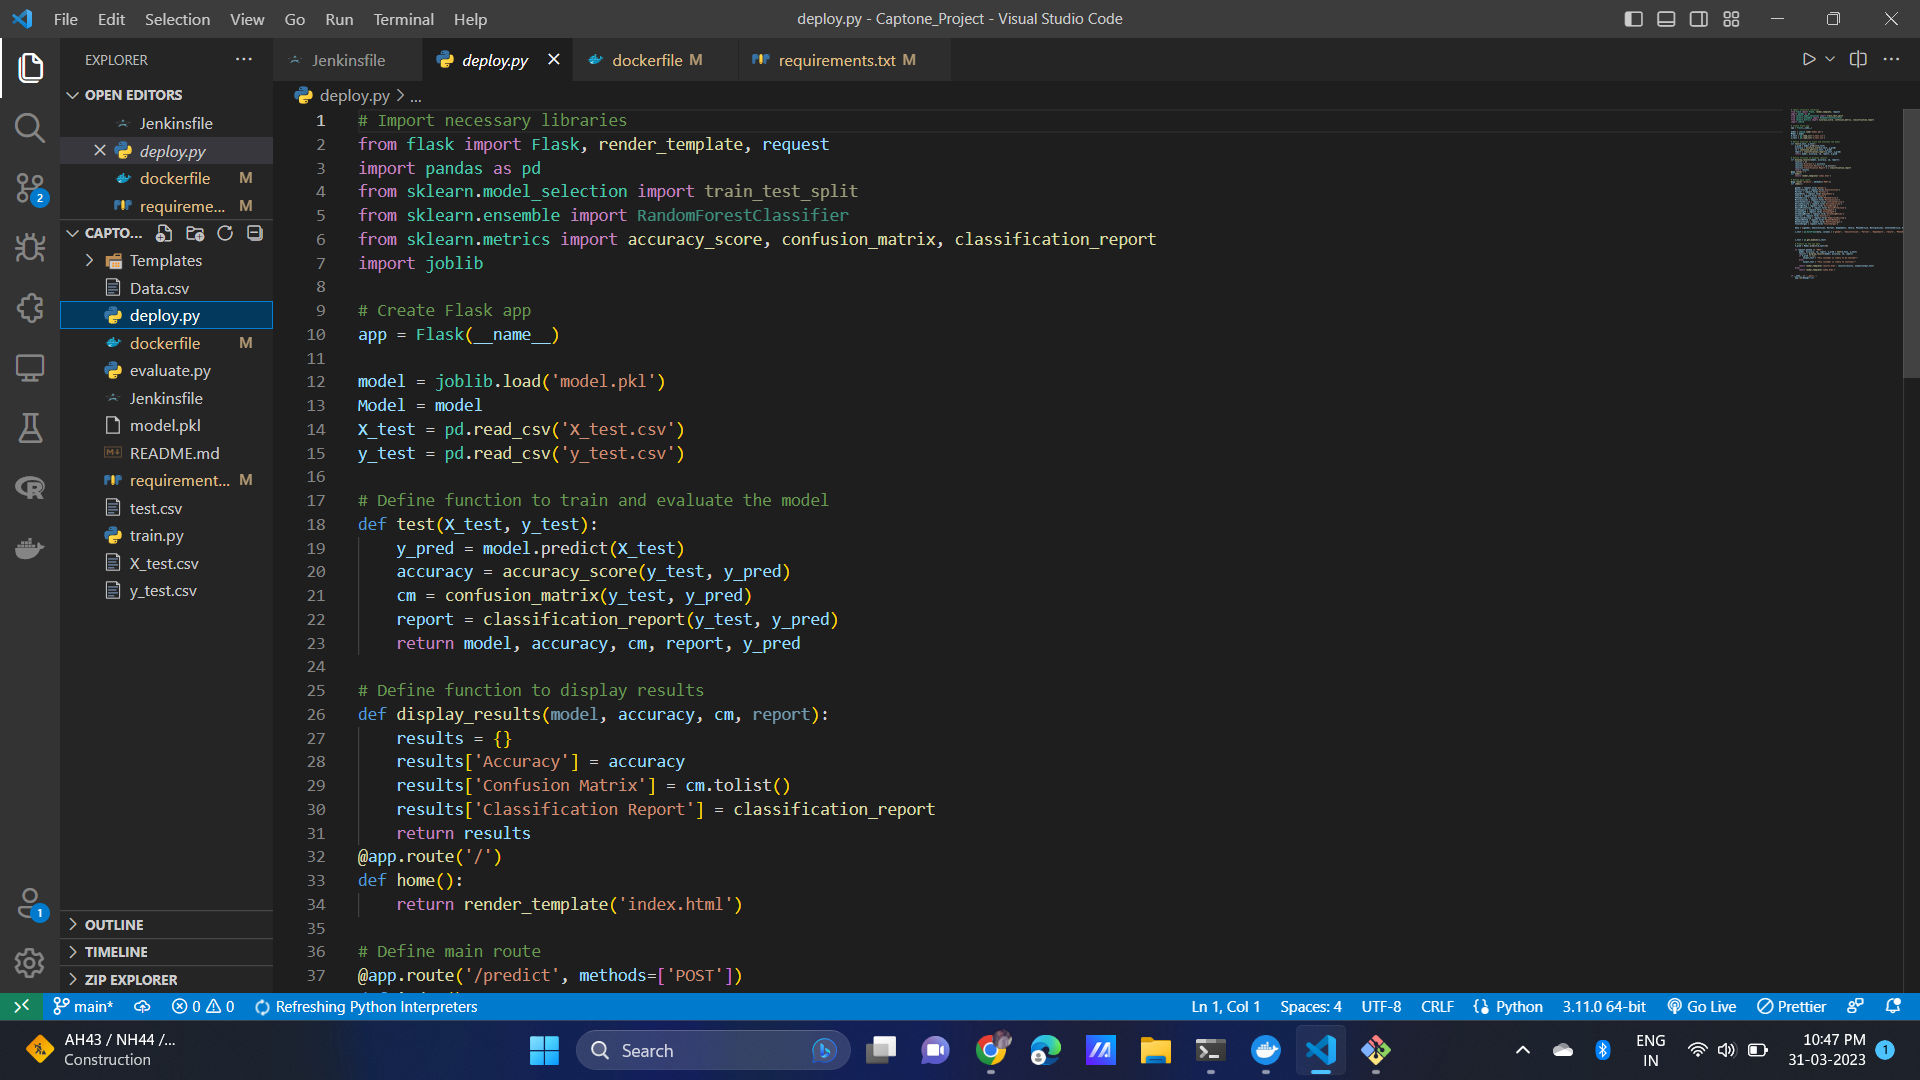 File Edit Selection View Go Run Terminal Help
deploy.py - Captone_Project - Visual Studio Code
EXPLORER
OPEN EDITORS
Jenkinsfile
deploy.py
dockerfile M
requireme... M
CAPTO...
Templates
Data.csv
deploy.py
dockerfile M
evaluate.py
Jenkinsfile
model.pkl
README.md
requirement... M
test.csv
train.py
X_test.csv
y_test.csv
OUTLINE
TIMELINE
ZIP EXPLORER
2
1
Jenkinsfile deploy.py dockerfile M requirements.txt M
deploy.py > ...
1 # Import necessary libraries
2 from flask import Flask, render_template, request
3 import pandas as pd
4 from sklearn.model_selection import train_test_split
5 from sklearn.ensemble import RandomForestClassifier
6 from sklearn.metrics import accuracy_score, confusion_matrix, classification_report
7 import joblib
8
9 # Create Flask app
10 app = Flask(__name__)
11
12 model = joblib.load('model.pkl')
13 Model = model
14 X_test = pd.read_csv('X_test.csv')
15 y_test = pd.read_csv('y_test.csv')
16
17 # Define function to train and evaluate the model
18 def test(X_test, y_test):
19 y_pred = model.predict(X_test)
20 accuracy = accuracy_score(y_test, y_pred)
21 cm = confusion_matrix(y_test, y_pred)
22 report = classification_report(y_test, y_pred)
23 return model, accuracy, cm, report, y_pred
24
25 # Define function to display results
26 def display_results(model, accuracy, cm, report):
27 results = {}
28 results['Accuracy'] = accuracy
29 results['Confusion Matrix'] = cm.tolist()
30 results['Classification Report'] = classification_report
31 return results
32 @app.route('/')
33 def home():
34 return render_template('index.html')
35
36 # Define main route
37 @app.route('/predict', methods=['POST'])
main* 0 0 Refreshing Python Interpreters Ln 1, Col 1 Spaces: 4 UTF-8 CRLF Python 3.11.0 64-bit Go Live Prettier
AH43 / NH44 /...
Construction
Search
ENG
IN
10:47 PM
31-03-2023
1